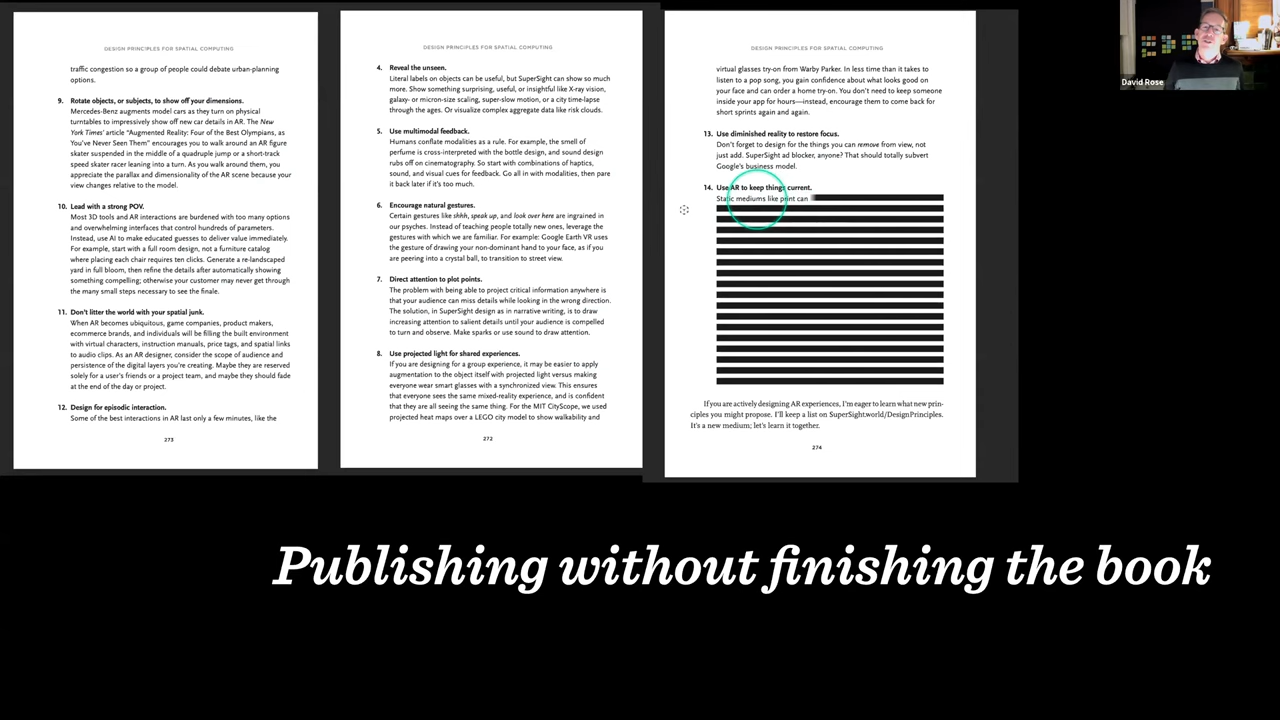 DESIGN PRINCIPLES FOR SPATIAL COMPUTING
traffic congestion so a group of people could debate urban-planning
options.
9. Rotate objects, or subjects, to show off your dimensions.
Mercedes-Benz augments model cars as they turn on physical
turntables to impressively show off new car details in AR. The New
York Times' article “Augmented Reality: Four of the Best Olympians, as
You've Never Seen Them” encourages you to walk around an AR figure
skater suspended in the middle of a quadruple jump or a short-track
speed skater racer leaning into a turn. As you walk around them, you
appreciate the parallax and dimensionality of the AR scene because your
view changes relative to the model.
10. Lead with a strong POV.
Most 3D tools and AR interactions are burdened with too many options
and overwhelming interfaces that control hundreds of parameters.
Instead, use AI to make educated guesses to deliver value immediately.
For example, start with a full room design, not a furniture catalog
where placing each chair requires ten clicks. Generate a re-landscaped
yard in full bloom, then refine the details after automatically showing
something compelling; otherwise your customer may never get through
the many small steps necessary to see the finale.
11. Don't litter the world with your spatial junk.
When AR becomes ubiquitous, game companies, product makers,
ecommerce brands, and individuals will be filling the built environment
with virtual characters, instruction manuals, price tags, and spatial links
to audio clips. As an AR designer, consider the scope of audience and
persistence of the digital layers you're creating. Maybe they are reserved
solely for a user's friends or a project team, and maybe they should fade
at the end of the day or project.
12. Design for episodic interaction.
Some of the best interactions in AR last only a few minutes, like the
273
DESIGN PRINCIPLES FOR SPATIAL COMPUTING
4. Reveal the unseen.
Literal labels on objects can be useful, but SuperSight can show so much
more. Show something surprising, useful, or insightful like X-ray vision,
galaxy- or micron-size scaling, super-slow motion, or a city time-lapse
through the ages. Or visualize complex aggregate data like risk clouds.
5. Use multimodal feedback.
Humans conflate modalities as a rule. For example, the smell of
perfume is cross-interpreted with the bottle design, and sound design
rubs off on cinematography. So start with combinations of haptics,
sound, and visual cues for feedback. Go all in with modalities, then pare
it back later if it's too much.
6. Encourage natural gestures.
Certain gestures like shhh, speak up, and look over here are ingrained in
our psyches. Instead of teaching people totally new ones, leverage the
gestures with which we are familiar. For example: Google Earth VR uses
the gesture of drawing your non-dominant hand to your face, as if you
are peering into a crystal ball, to transition to street view.
7. Direct attention to plot points.
The problem with being able to project critical information anywhere is
that your audience can miss details while looking in the wrong direction.
The solution, in SuperSight design as in narrative writing, is to draw
increasing attention to salient details until your audience is compelled
to turn and observe. Make sparks or use sound to draw attention.
8. Use projected light for shared experiences.
If you are designing for a group experience, it may be easier to apply
augmentation to the object itself with projected light versus making
everyone wear smart glasses with a synchronized view. This ensures
that everyone sees the same mixed-reality experience, and is confident
that they are all seeing the same thing. For the MIT CityScope, we used
projected heat maps over a LEGO city model to show walkability and
272
DESIGN PRINCIPLES FOR SPATIAL COMPUTING
virtual glasses try-on from Warby Parker. In less time than it takes to
listen to a pop song, you gain confidence about what looks good on
your face and can order a home try-on. You don't need to keep someone
inside your app for hours—instead, encourage them to come back for
short sprints again and again.
13. Use diminished reality to restore focus.
Don't forget to design for the things you can remove from view, not
just add. SuperSight ad blocker, anyone? That should totally subvert
Google's business model.
14. Use AR to keep things current.
Static mediums like print can
If you are actively designing AR experiences, I'm eager to learn what new prin-
ciples you might propose. I'll keep a list on SuperSight.world/DesignPrinciples.
It's a new medium; let's learn it together.
274
David Rose
Publishing without finishing the book